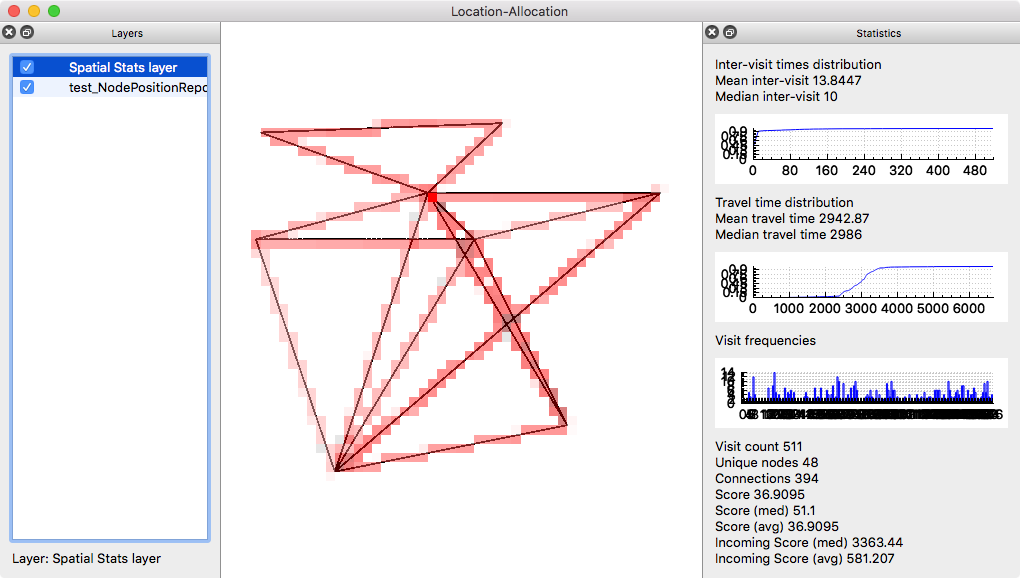 Location-Allocation
Layers
Spatial Stats layer
test_NodePositionRepo
Layer: Spatial Stats layer
Statistics
Inter-visit times distribution
Mean inter-visit 13.8447
Median inter-visit 10
0 80 160 240 320 400 480
Travel time distribution
Mean travel time 2942.87
Median travel time 2986
0 1000 2000 3000 4000 5000 6000
Visit frequencies
Visit count 511
Unique nodes 48
Connections 394
Score 36.9095
Score (med) 51.1
Score (avg) 36.9095
Incoming Score (med) 3363.44
Incoming Score (avg) 581.207